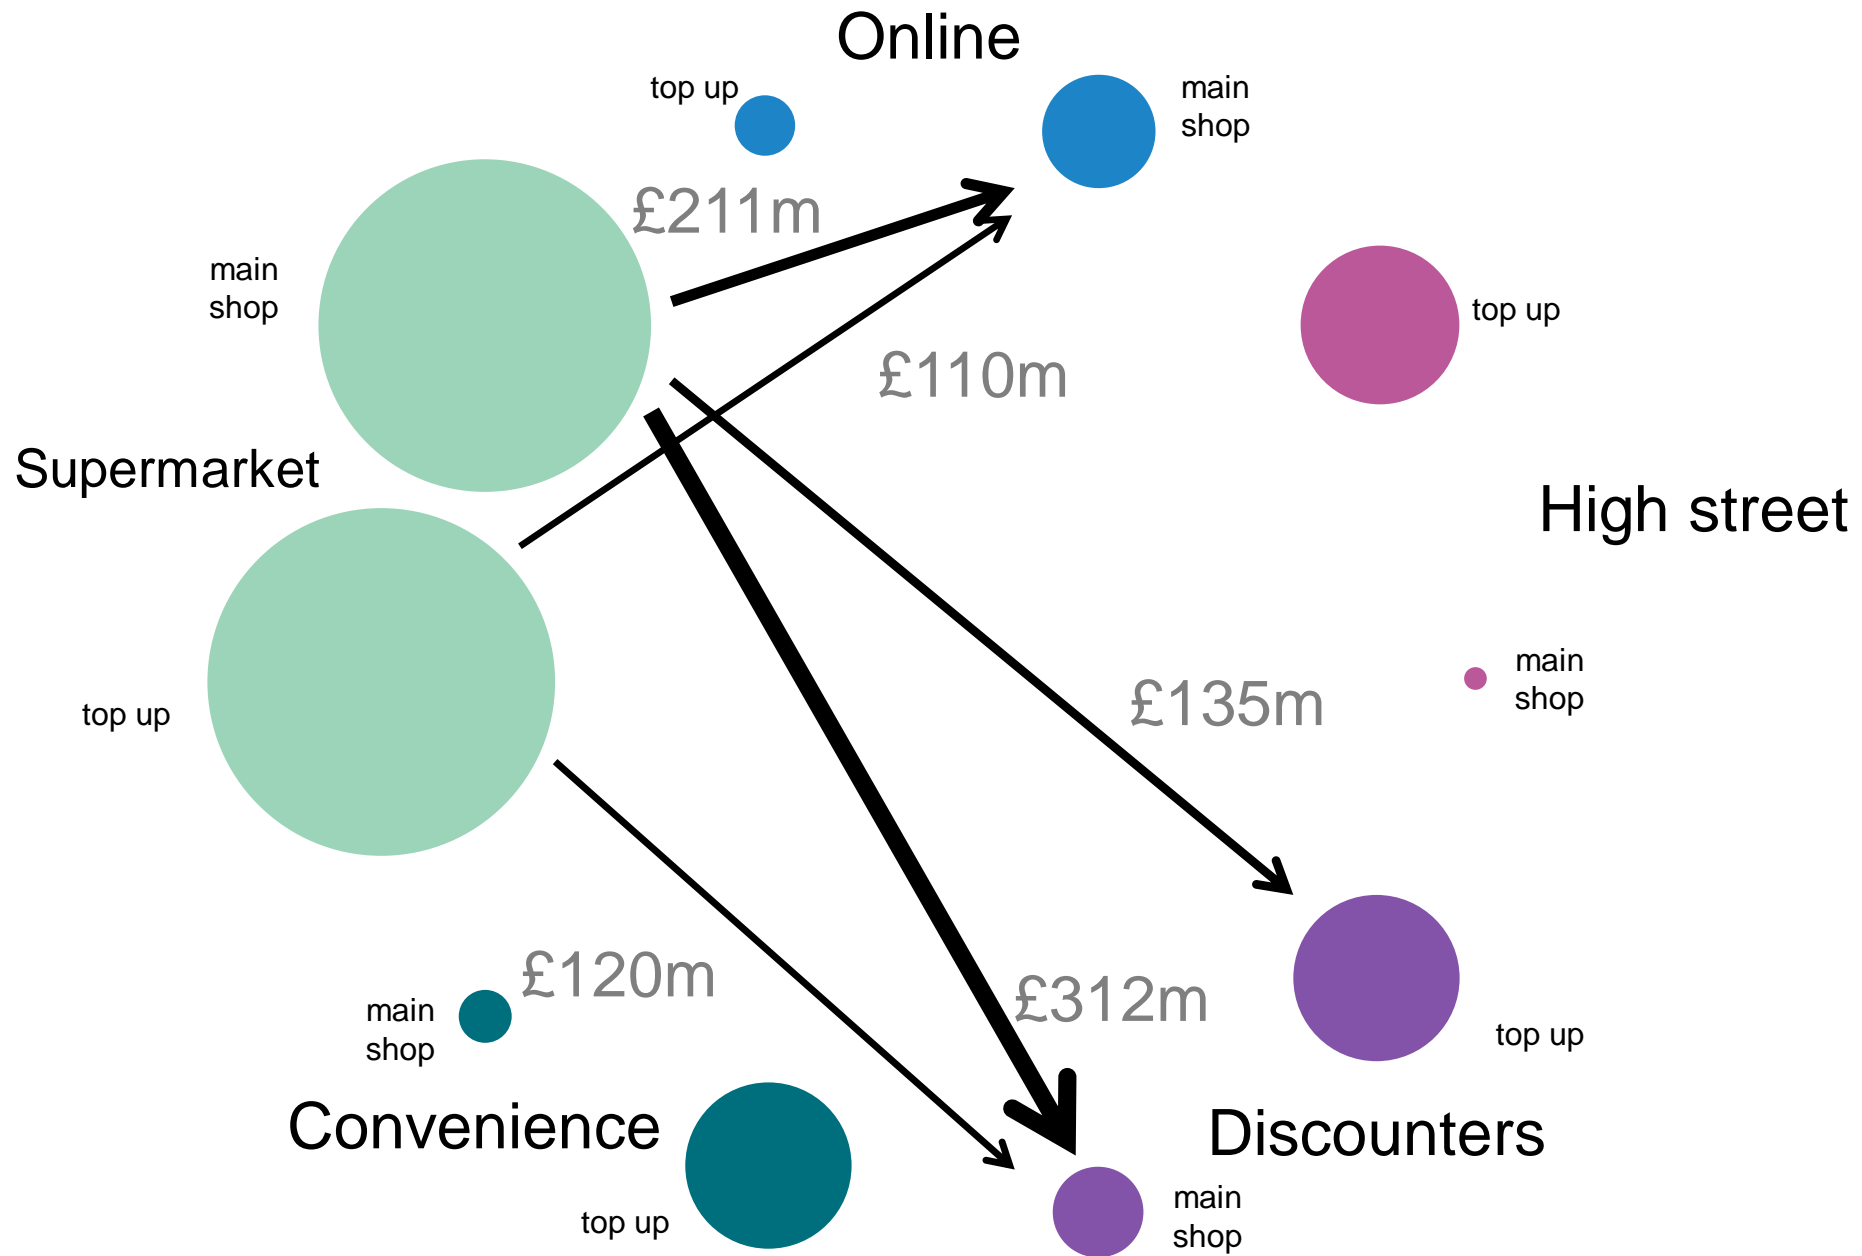 Online
top up
main
shop
£211m
main
shop
top up
£110m
Supermarket
High street
main
shop
£135m
top up
£120m
£312m
main
shop
top up
Convenience
Discounters
main
shop
top up